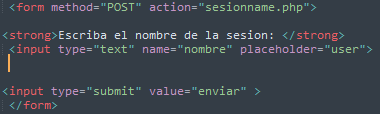 <form method="POST" action="sesionname.php">
<strong>Escriba el nombre de la sesion: </strong>
<input type="text" name="nombre" placeholder="user">
<input type="submit" value="enviar" >
</form>